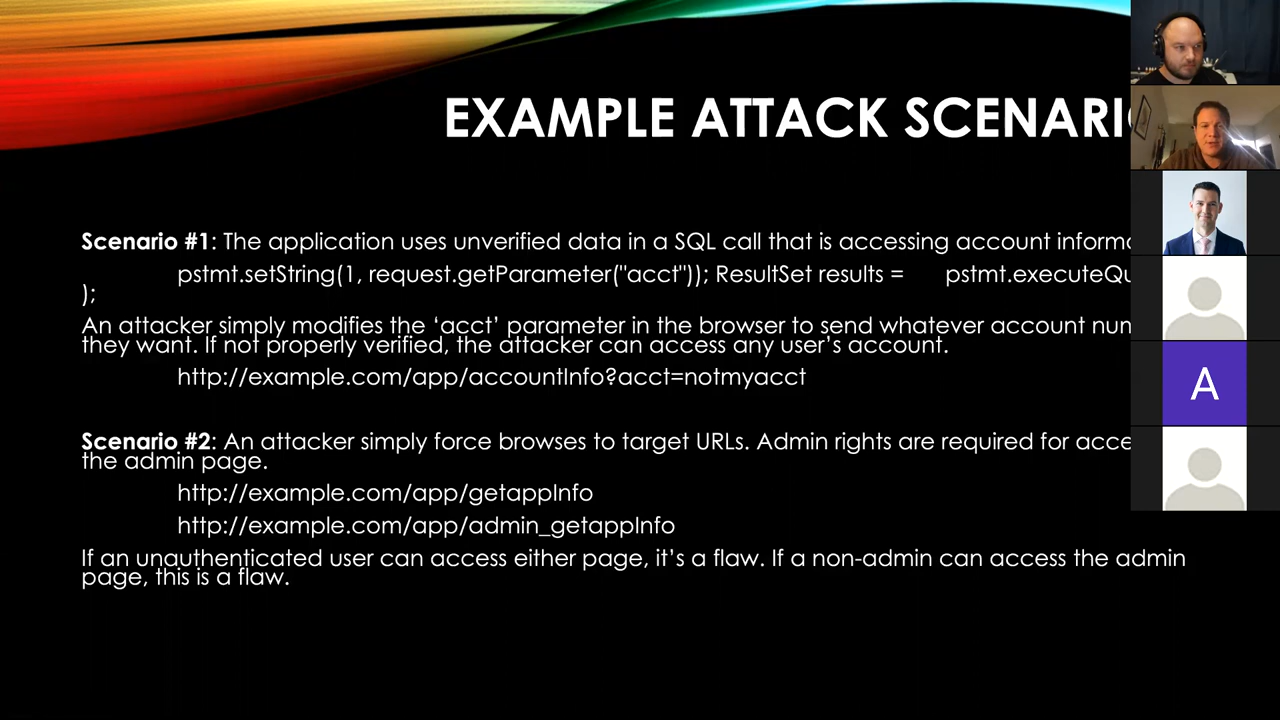 EXAMPLE ATTACK SCENARI
Scenario #1: The application uses unverified data in a SQL call that is accessing account informa
pstmt.setString(1, request.getParameter("acct")); ResultSet results = pstmt.executeQu
);
An attacker simply modifies the ‘acct’ parameter in the browser to send whatever account num
they want. If not properly verified, the attacker can access any user’s account.
http://example.com/app/accountInfo?acct=notmyacct
Scenario #2: An attacker simply force browses to target URLs. Admin rights are required for acce
the admin page.
http://example.com/app/getappInfo
http://example.com/app/admin_getappInfo
If an unauthenticated user can access either page, it’s a flaw. If a non-admin can access the admin
page, this is a flaw.
A